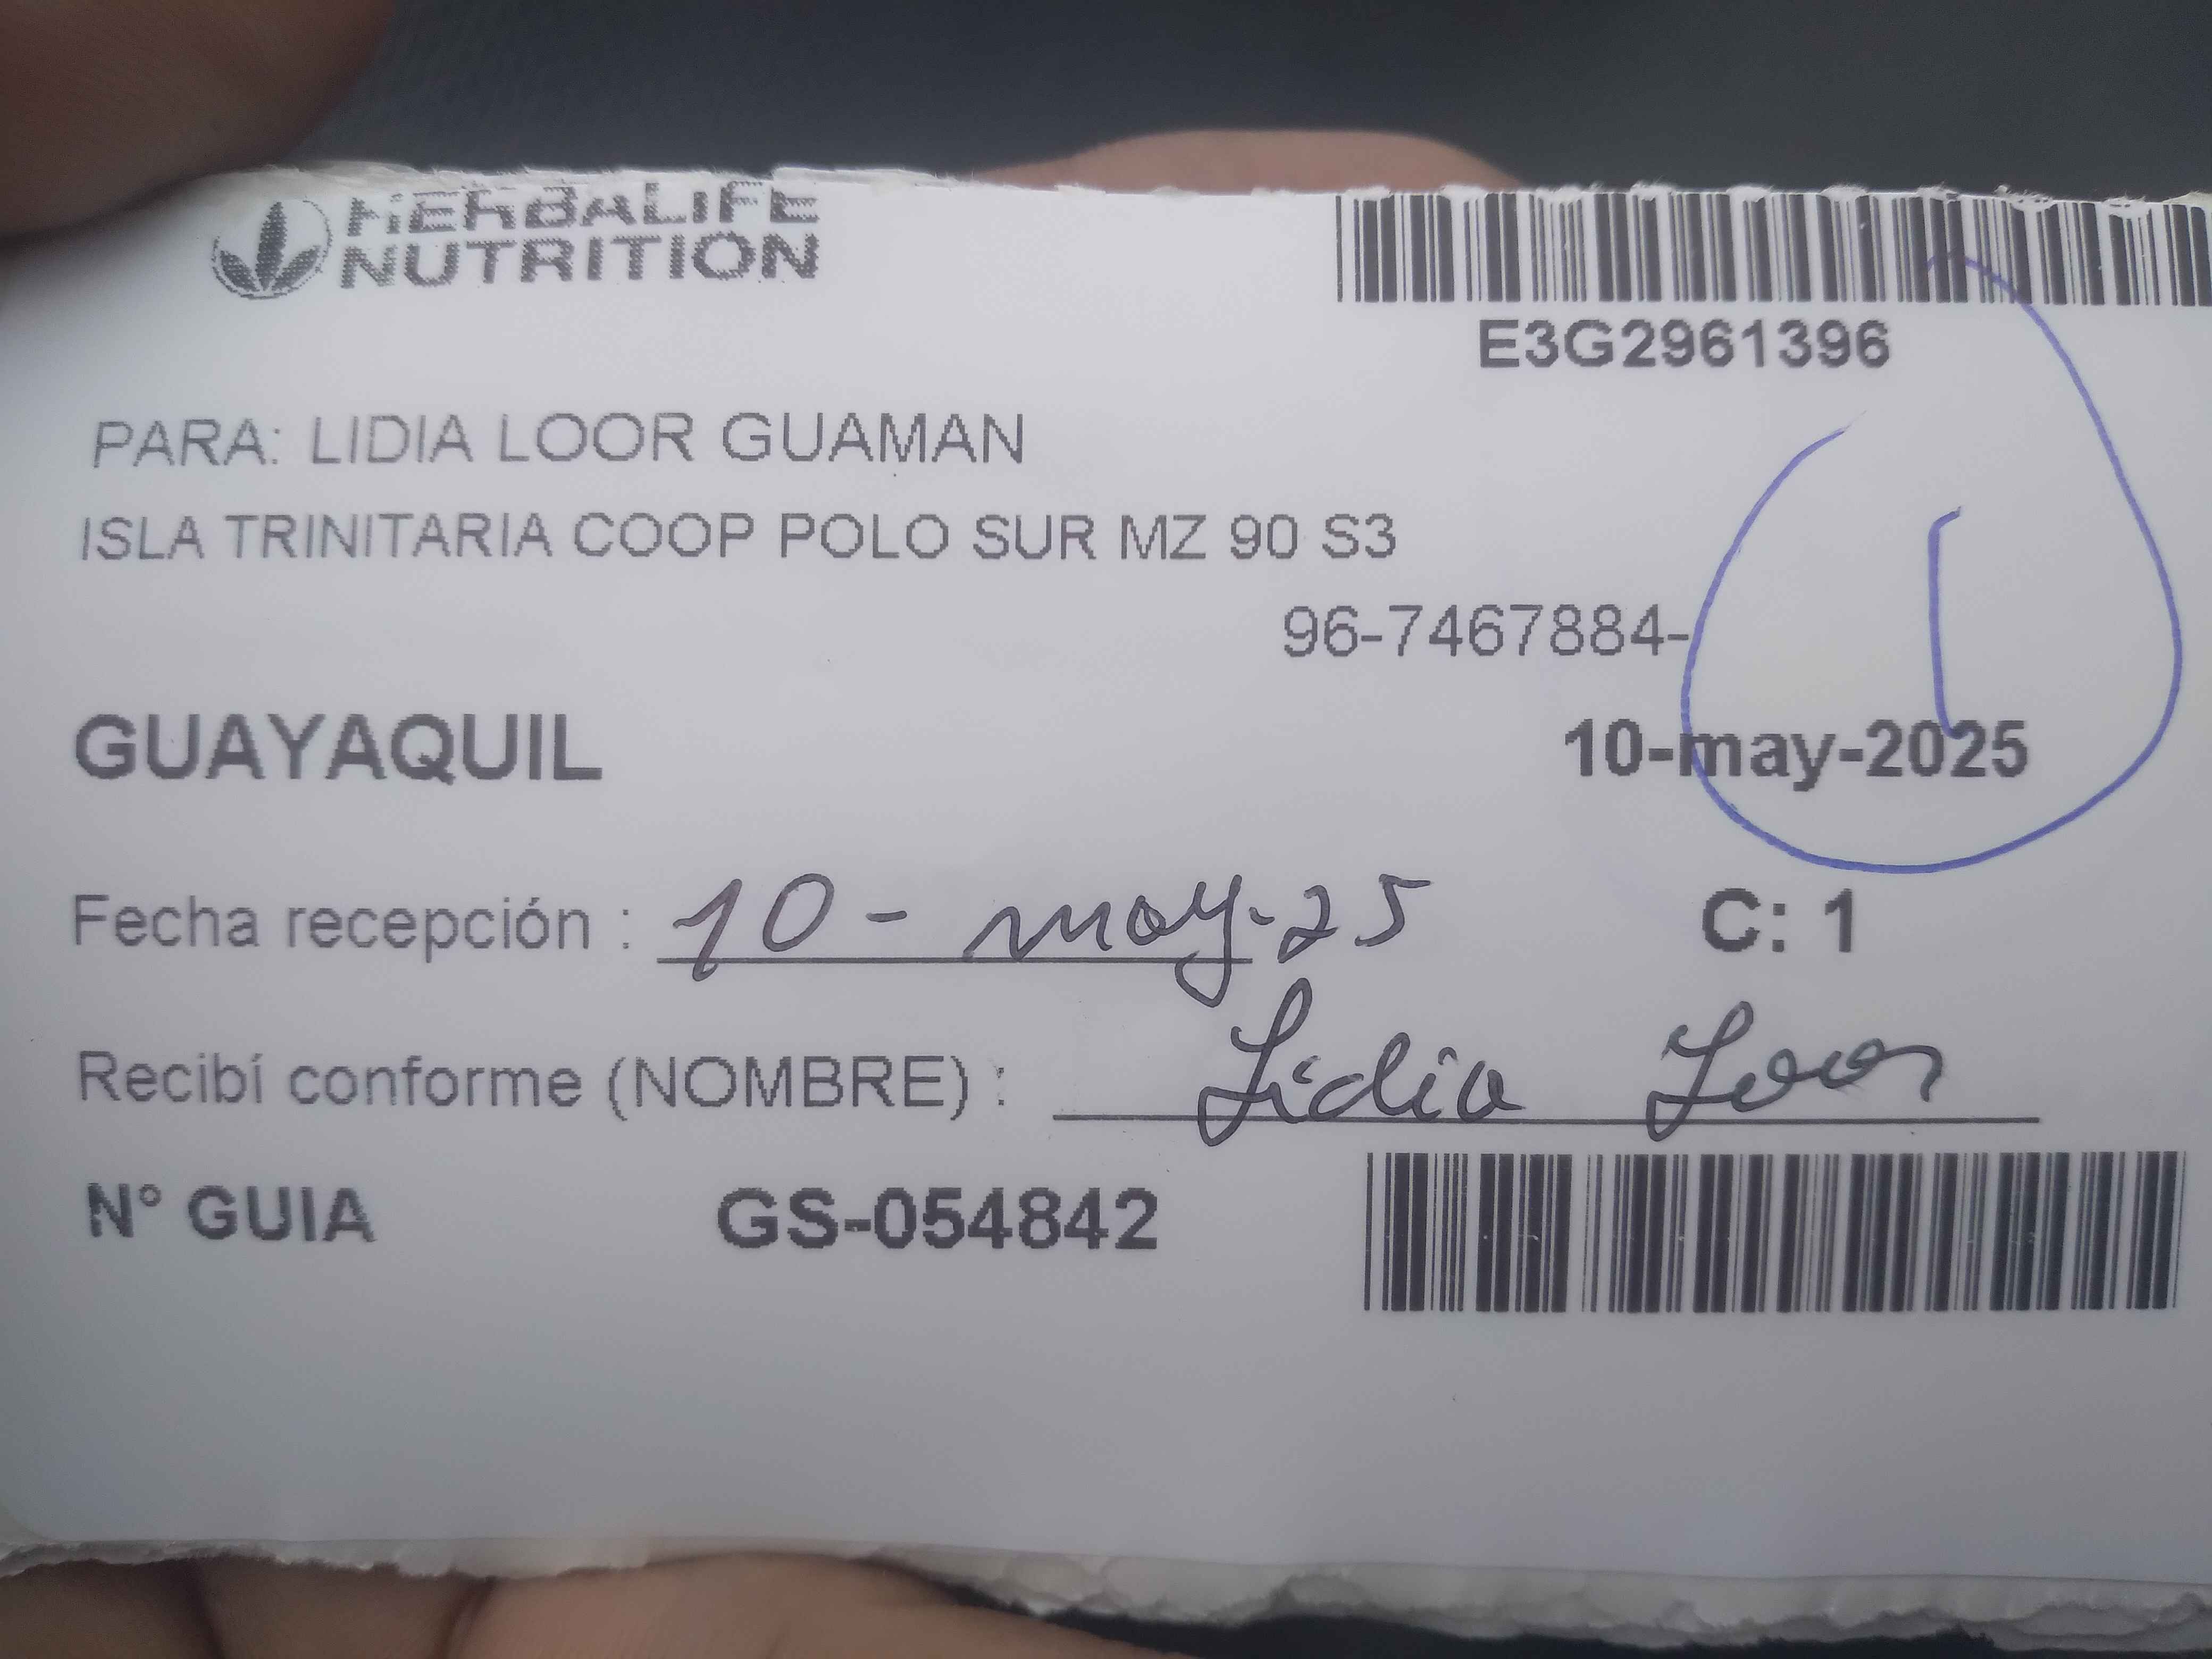 HERBALIFE
NUTRITION
E3G2961396
PARA: LIDIA LOOR GUAMAN
ISLA TRINITARIA COOP POLO SUR MZ 90 S3
96-7467884-
1
GUAYAQUIL 10-may-2025
Fecha recepción : 10 - may-25 C: 1
Recibí conforme (NOMBRE) : Lidia Loor
N° GUIA GS-054842